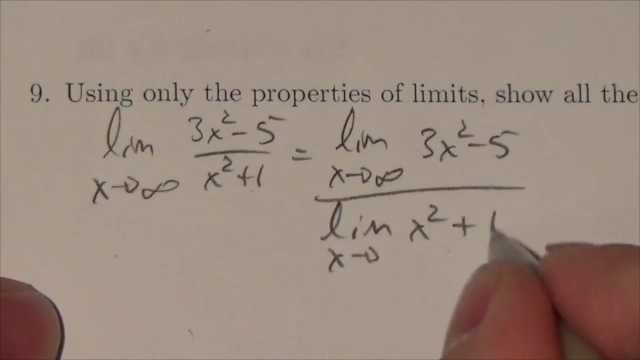 9. Using only the properties of limits, show all the
lim 3x²-5 = lim 3x²-5
x→∞ x²+1 x→∞
lim x²+1
x→